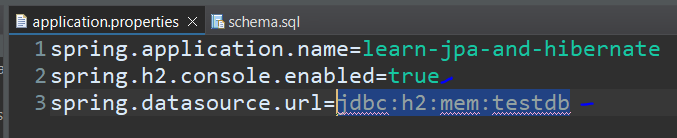 application.properties
schema.sql
1 spring.application.name=learn-jpa-and-hibernate
2 spring.h2.console.enabled=true
3 spring.datasource.url=jdbc:h2:mem:testdb